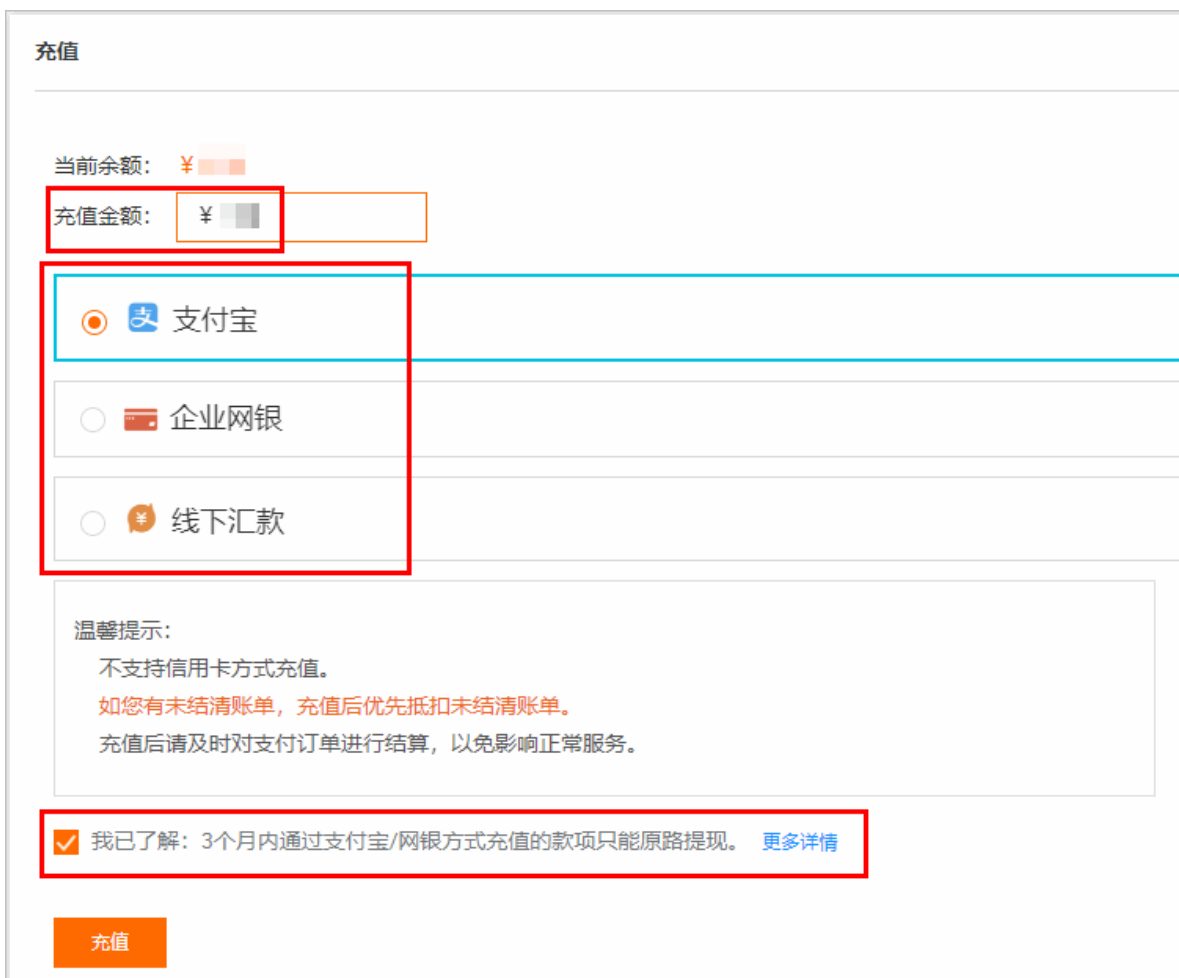 充值
当前余额： ￥
充值金额： ￥
支 支付宝
企业网银
¥ 线下汇款
温馨提示：
不支持信用卡方式充值。
如您有未结清账单，充值后优先抵扣未结清账单。
充值后请及时对支付订单进行结算，以免影响正常服务。
我已了解：3个月内通过支付宝/网银方式充值的款项只能原路提现。 更多详情
充值